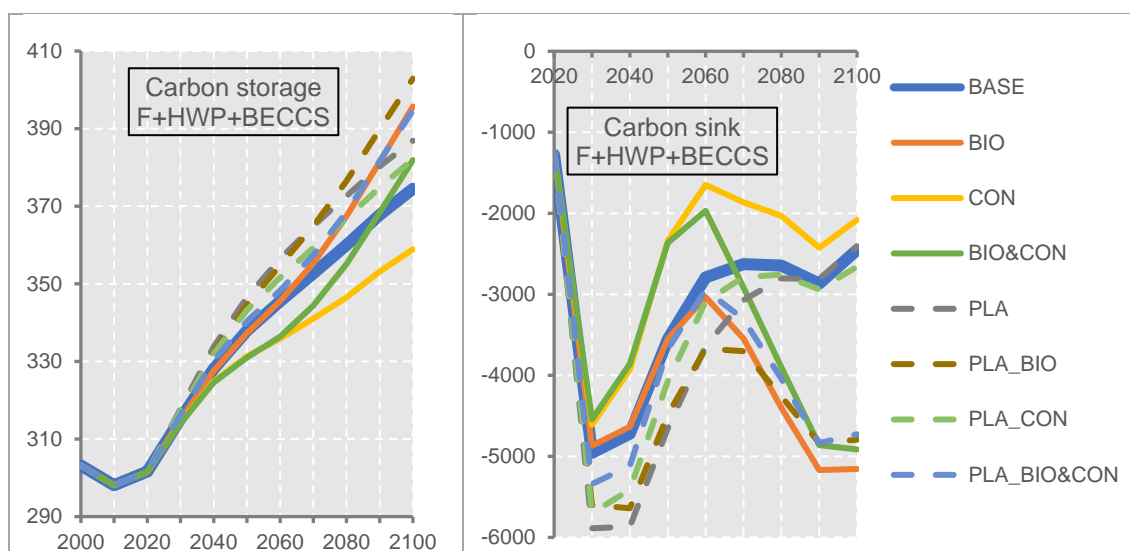 410
390
370
350
330
310
290
2000
2020
2040
2060
2080
2100
Carbon storage
F+HWP+BECCS
0
-1000
-2000
-3000
-4000
-5000
-6000
2020
2040
2060
2080
2100
Carbon sink
F+HWP+BECCS
BASE
BIO
CON
BIO&CON
PLA
PLA_BIO
PLA_CON
PLA_BIO&CON